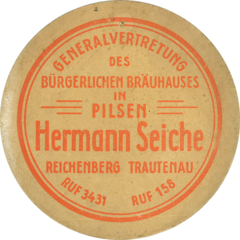 GENERALVERTRETUNG
DES
BÜRGERLICHEN BRÄUHAUSES
IN
PILSEN
Hermann Seiche
REICHENBERG TRAUTENAU
RUF 3431 RUF 158